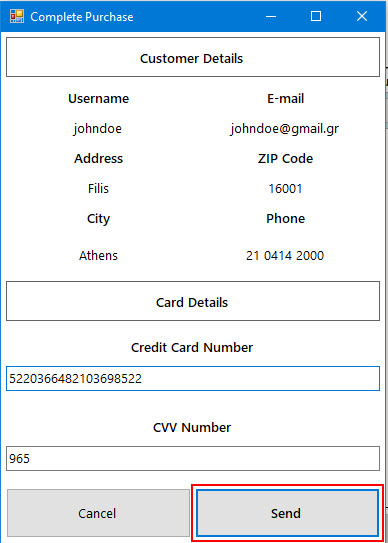 Complete Purchase
Customer Details
Username E-mail
johndoe johndoe@gmail.gr
Address ZIP Code
Filis 16001
City Phone
Athens 21 0414 2000
Card Details
Credit Card Number
5220366482103698522
CVV Number
965
Cancel Send